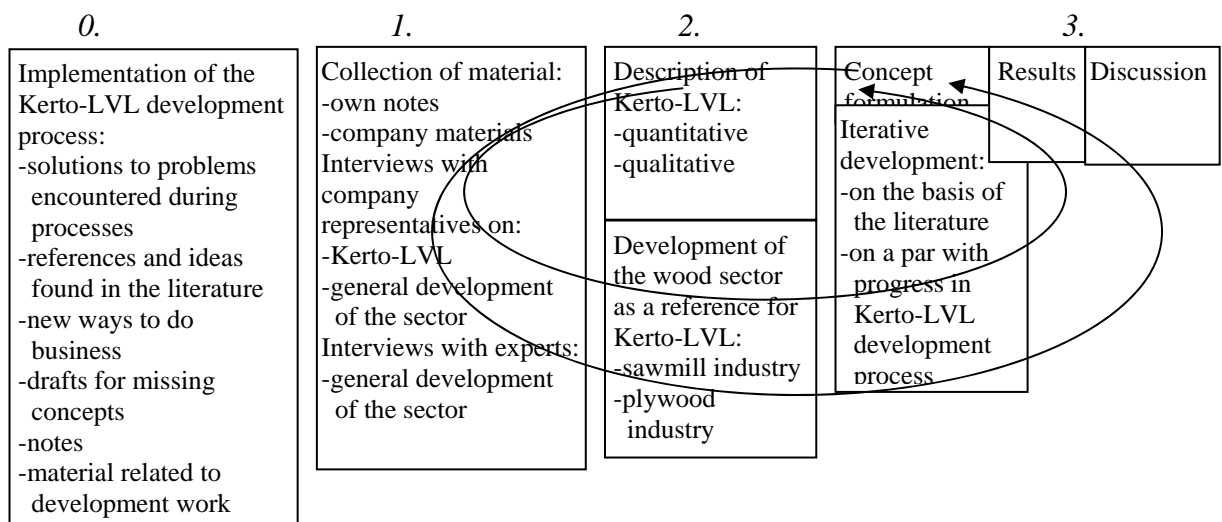 0.
1.
2.
3.
Implementation of the
Kerto-LVL development
process:
-solutions to problems
encountered during
processes
-references and ideas
found in the literature
-new ways to do
business
-drafts for missing
concepts
-notes
-material related to
development work
Collection of material:
-own notes
-company materials
Interviews with
company
representatives on:
-Kerto-LVL
-general development
of the sector
Interviews with experts:
-general development
of the sector
Description of
Kerto-LVL:
-quantitative
-qualitative
Development of
the wood sector
as a reference for
Kerto-LVL:
-sawmill industry
-plywood
industry
Concept
formulation
Iterative
development:
-on the basis of
the literature
-on a par with
progress in
Kerto-LVL
development
process
Results
Discussion